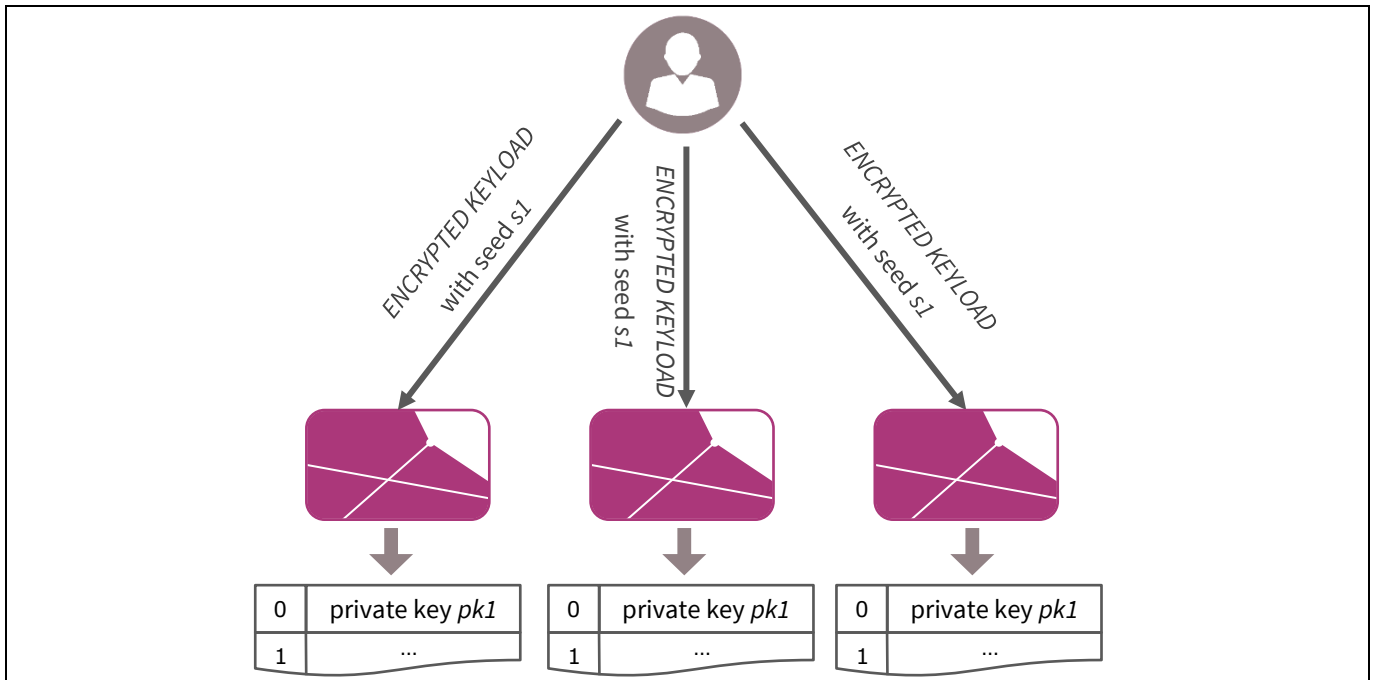 ENCRYPTED KEYLOAD
with seed s1
ENCRYPTED KEYLOAD
with seed s1
ENCRYPTED KEYLOAD
with seed s1
0 private key pk1
1 ...
0 private key pk1
1 ...
0 private key pk1
1 ...